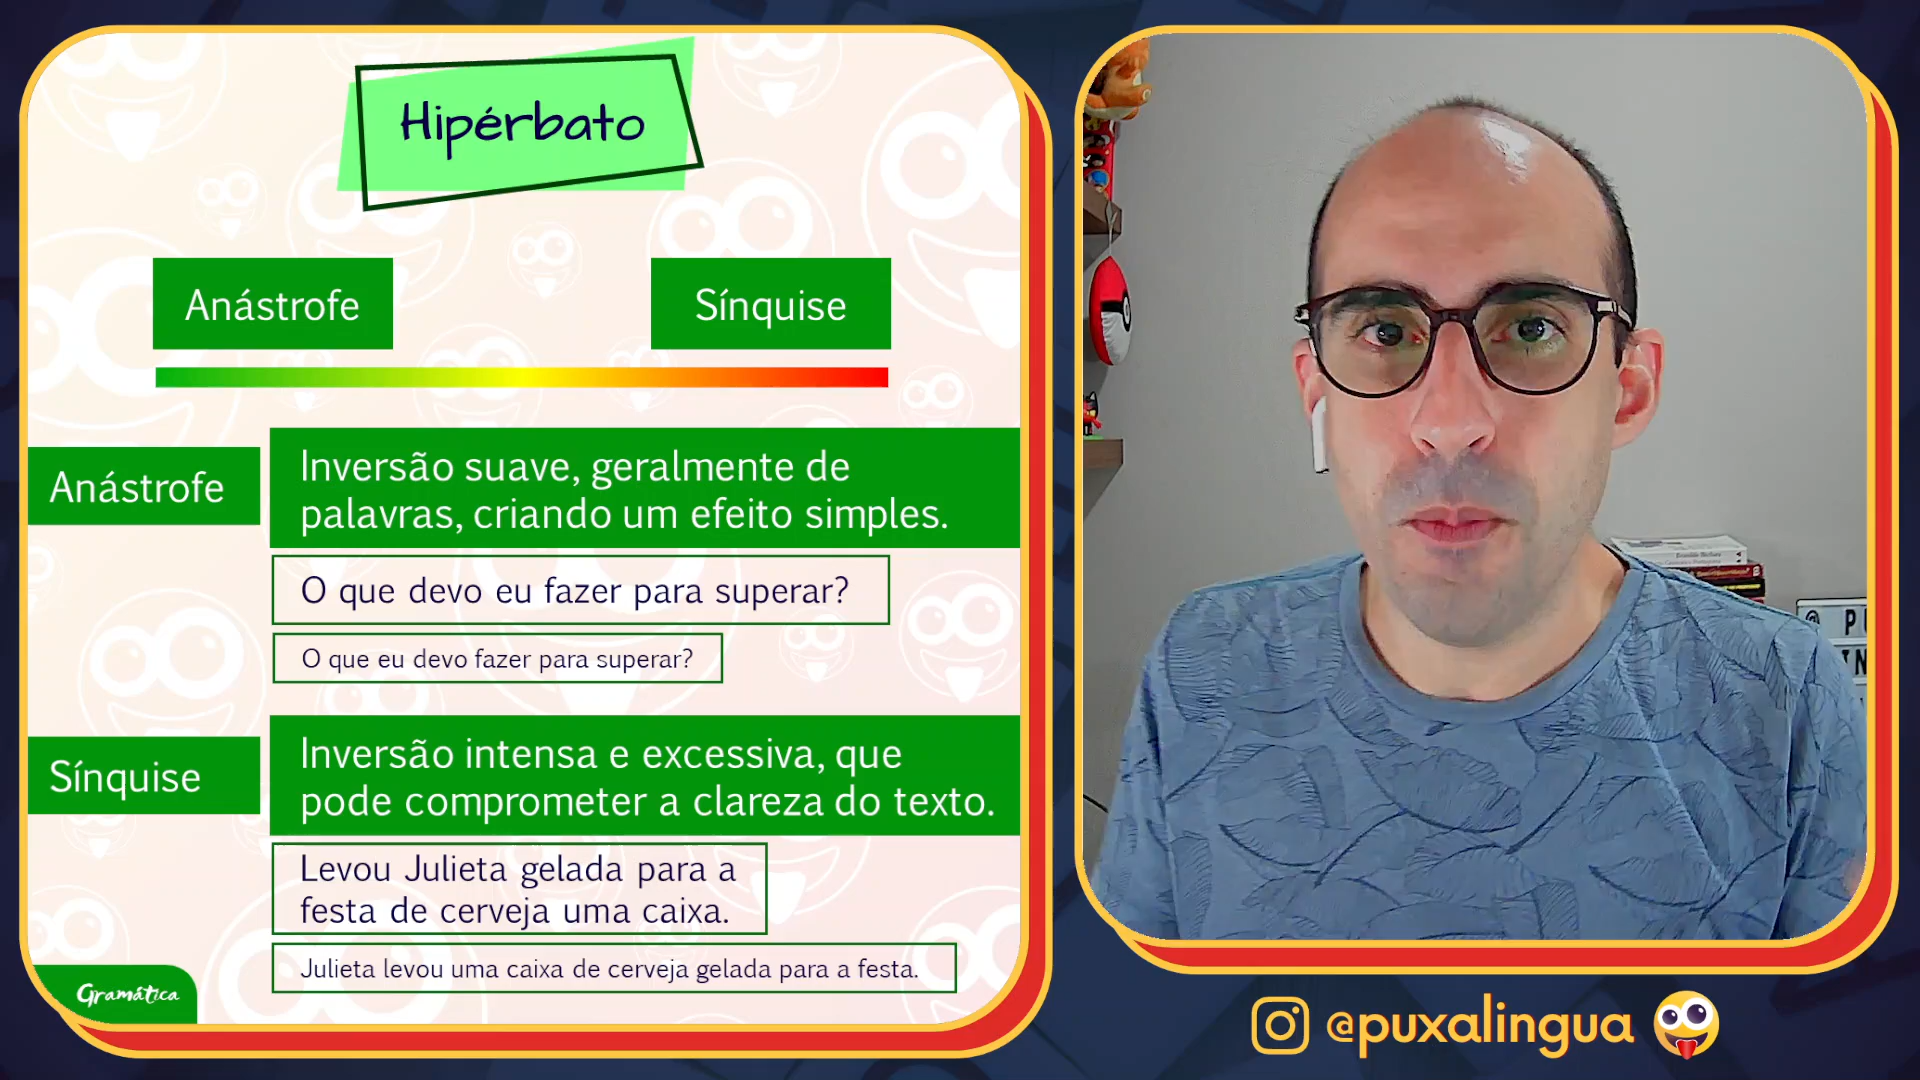 Hipérbato
Anástrofe
Sínquise
Anástrofe
Inversão suave, geralmente de
palavras, criando um efeito simples.
O que devo eu fazer para superar?
O que eu devo fazer para superar?
Sínquise
Inversão intensa e excessiva, que
pode comprometer a clareza do texto.
Levou Julieta gelada para a
festa de cerveja uma caixa.
Julieta levou uma caixa de cerveja gelada para a festa.
Gramática
@puxalingua